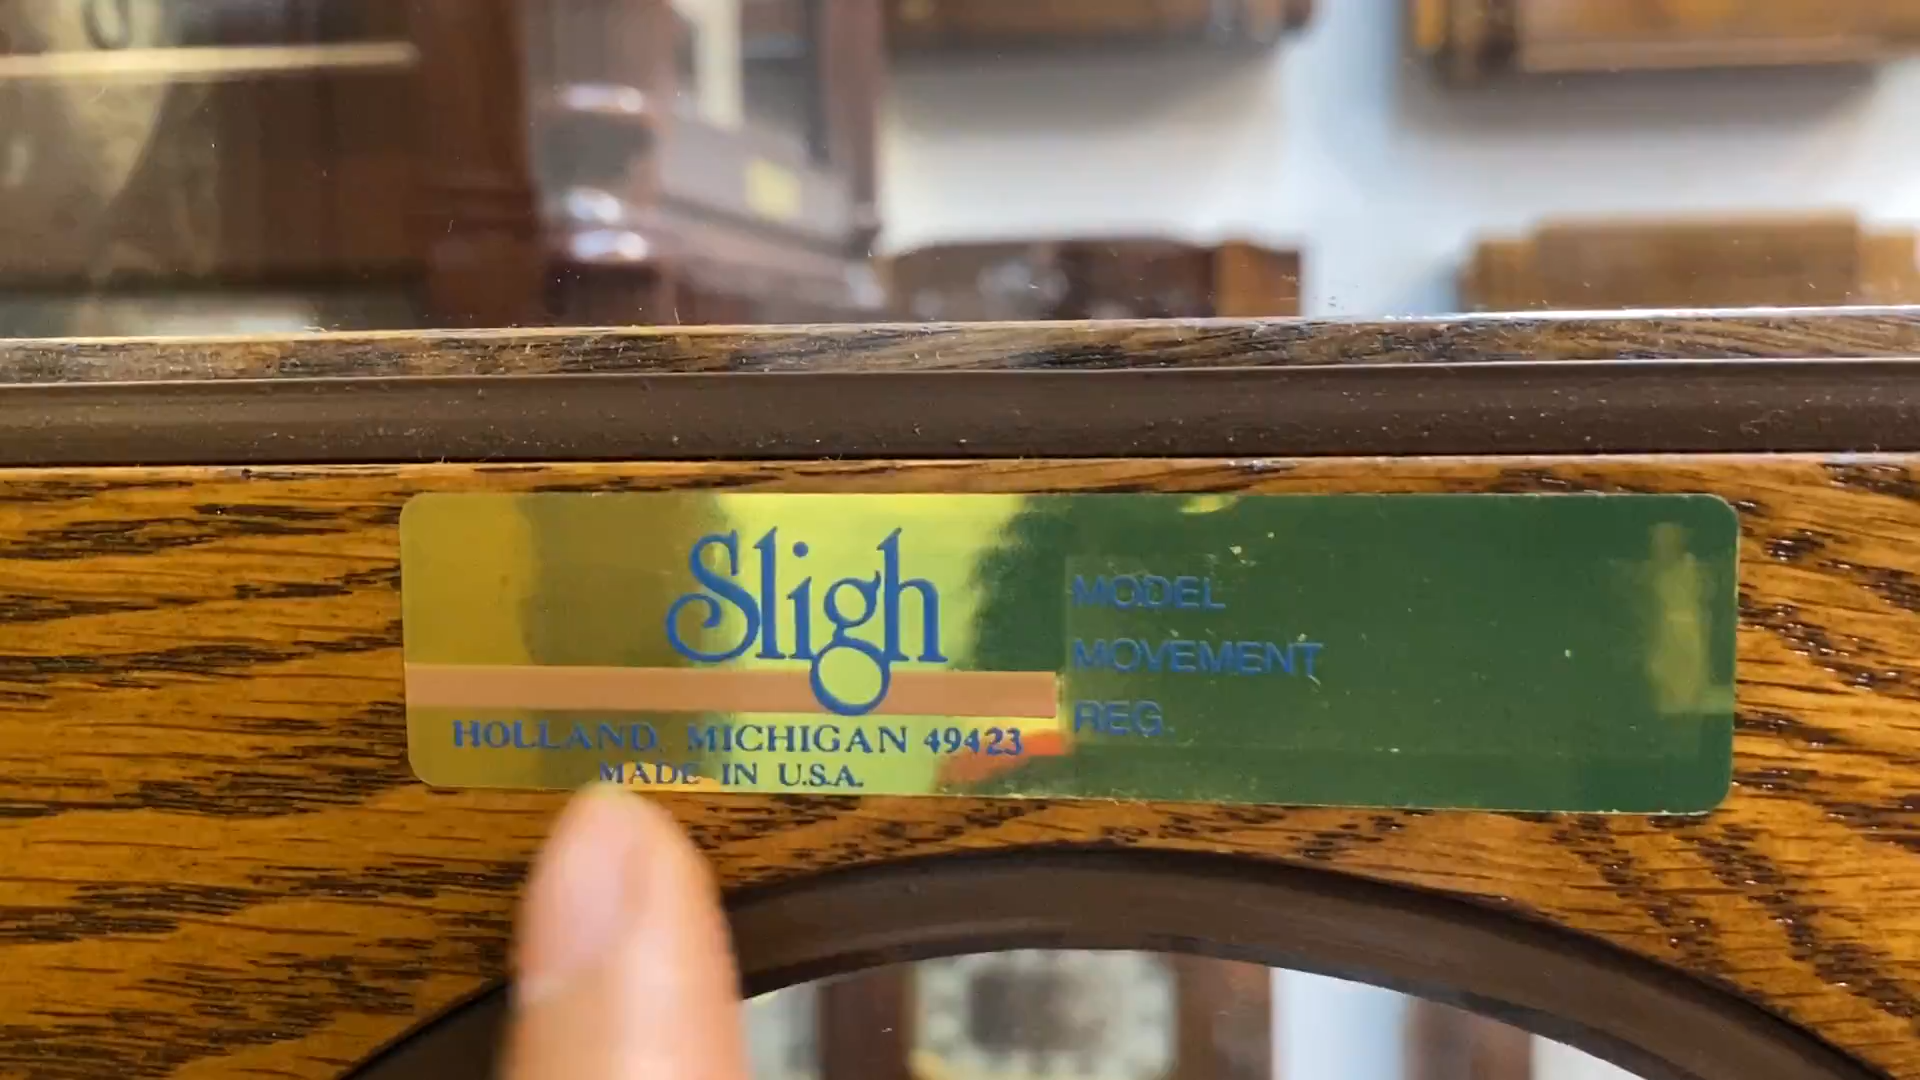 Sligh
HOLLAND, MICHIGAN 49423
MADE IN U.S.A.
MODEL
MOVEMENT
REG.